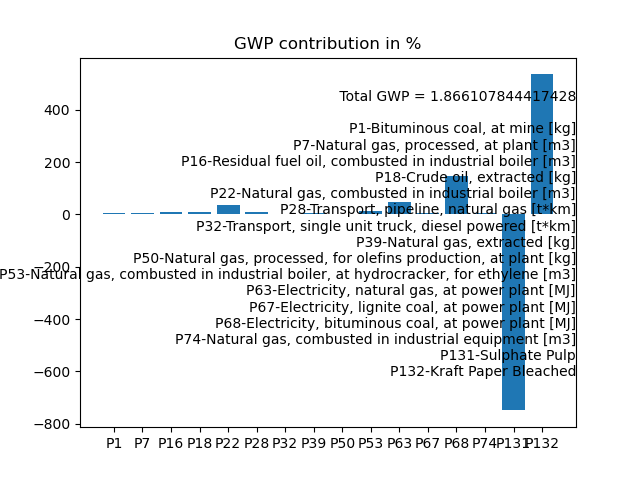 GWP contribution in %
Total GWP = 1.866107844417428
P1-Bituminous coal, at mine [kg]
P7-Natural gas, processed, at plant [m3]
P16-Residual fuel oil, combusted in industrial boiler [m3]
P18-Crude oil, extracted [kg]
P22-Natural gas, combusted in industrial boiler [m3]
P28-Transport, pipeline, natural gas [t*km]
P32-Transport, single unit truck, diesel powered [t*km]
P39-Natural gas, extracted [kg]
P50-Natural gas, processed, for olefins production, at plant [kg]
P53-Natural gas, combusted in industrial boiler, at hydrocracker, for ethylene [m3]
P63-Electricity, natural gas, at power plant [MJ]
P67-Electricity, lignite coal, at power plant [MJ]
P68-Electricity, bituminous coal, at power plant [MJ]
P74-Natural gas, combusted in industrial equipment [m3]
P131-Sulphate Pulp
P132-Kraft Paper Bleached
400
200
0
−200
−400
−600
−800
P1 P7 P16 P18 P22 P28 P32 P39 P50 P53 P63 P67 P68 P74 P131 P132